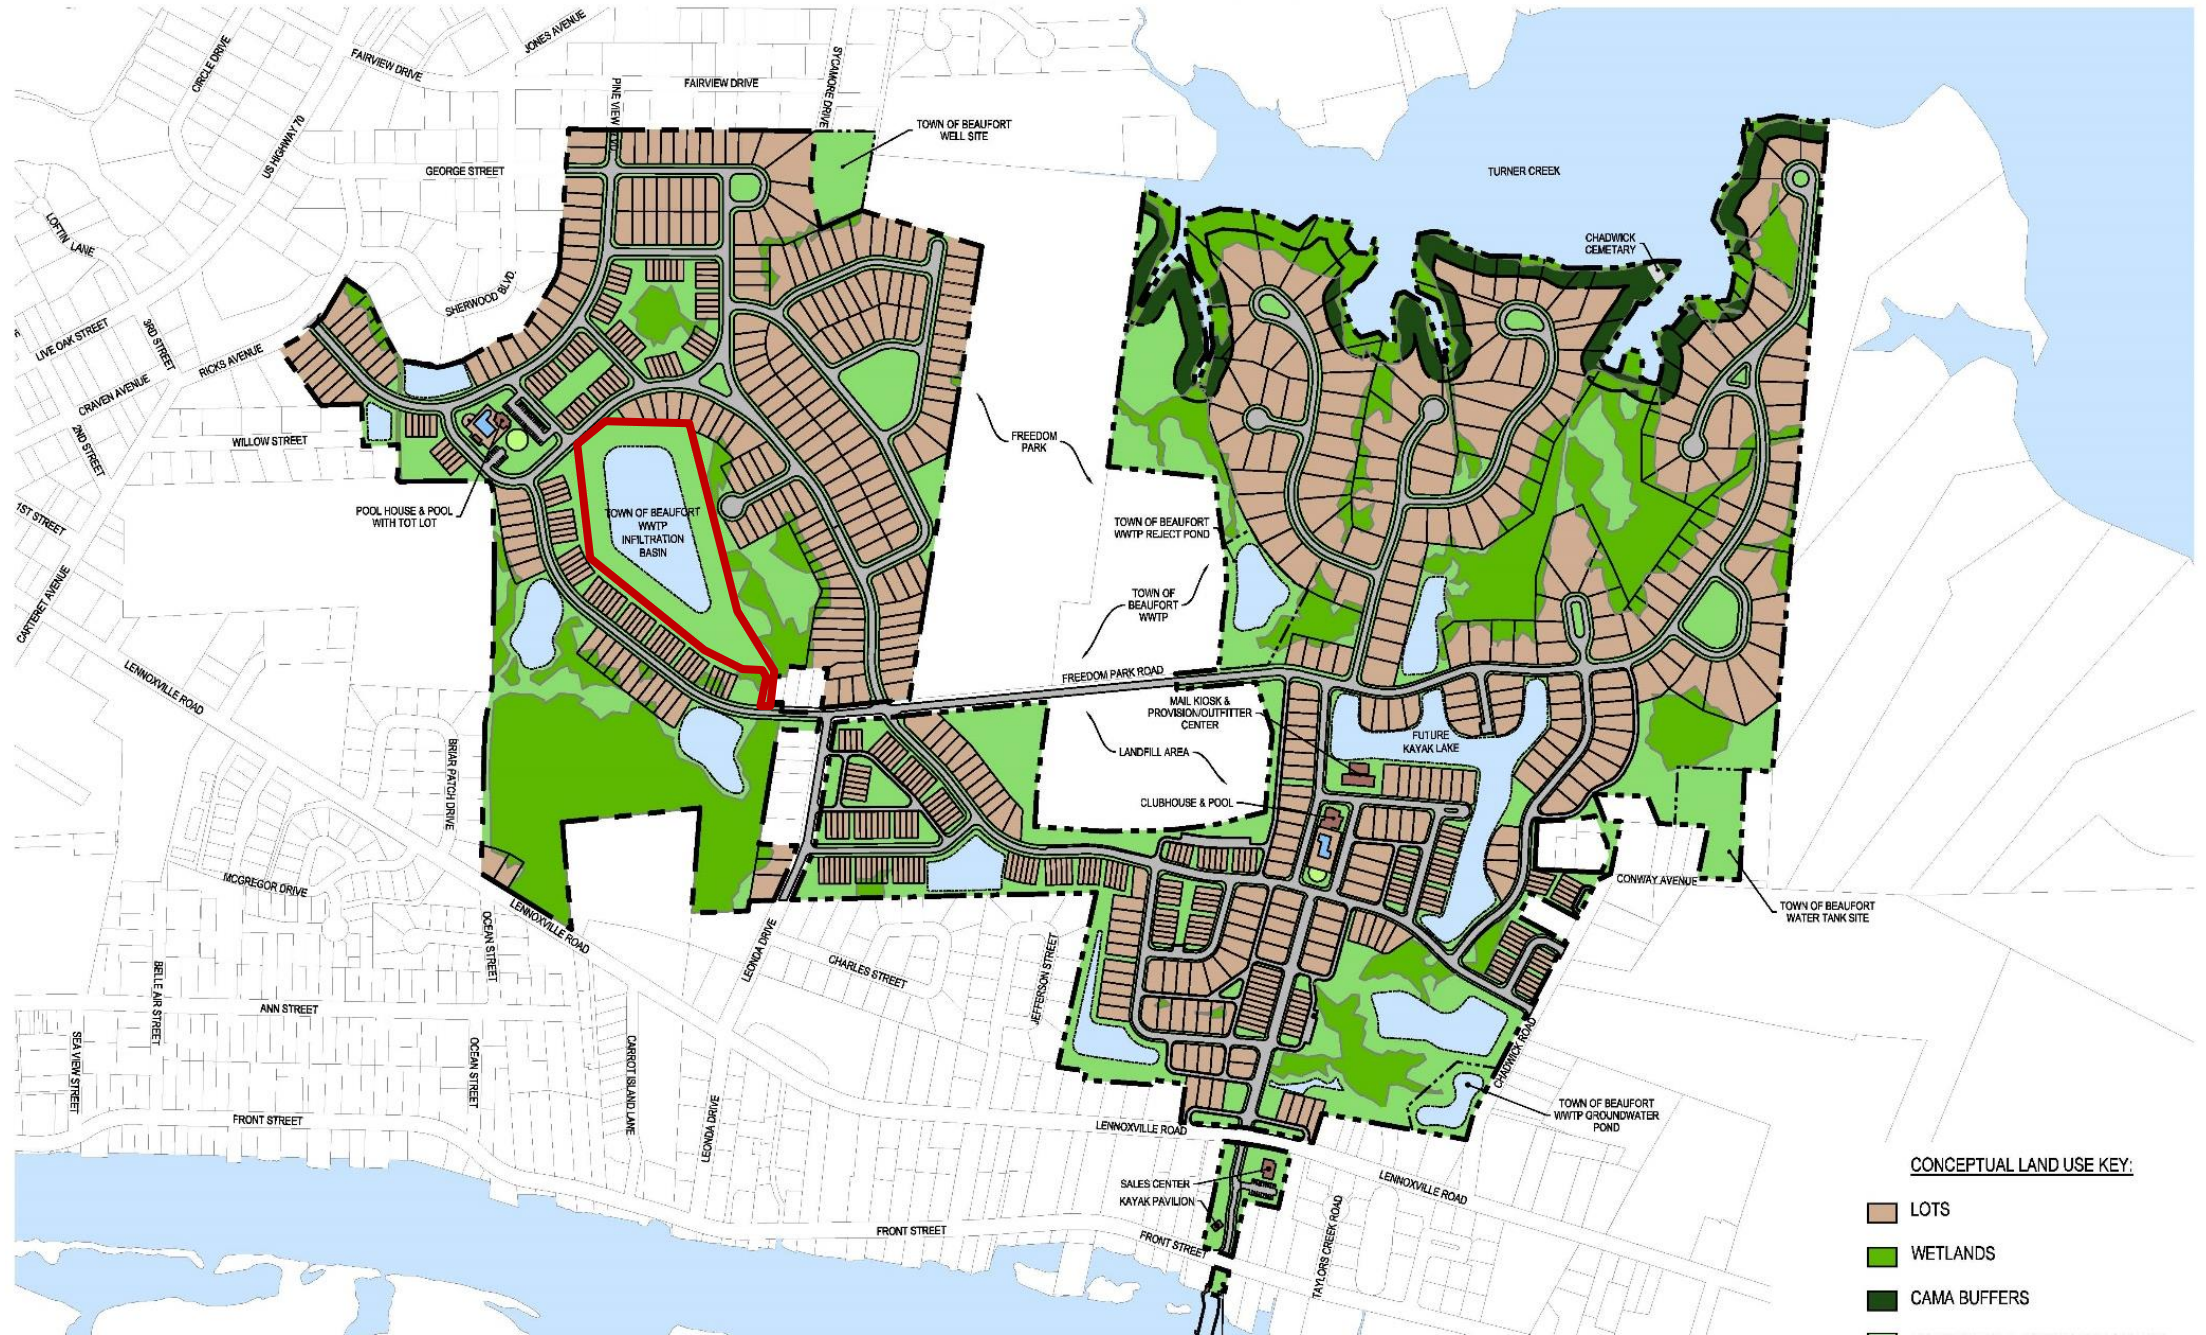 JONES AVENUE
CIRCLE DRIVE
FAIRVIEW DRIVE
FAIRVIEW DRIVE
SYCAMORE DRIVE
US HIGHWAY 70
TOWN OF BEAUFORT
WELL SITE
GEORGE STREET
TURNER CREEK
LOFTIN LANE
CHADWICK
CEMETARY
SHERWOOD BLVD.
LIVE OAK STREET
3RD STREET
RICKS AVENUE
CRAVEN AVENUE
2ND STREET
WILLOW STREET
FREEDOM
PARK
1ST STREET
POOL HOUSE & POOL
WITH TOT LOT
TOWN OF BEAUFORT
WWTP
INFILTRATION
BASIN
TOWN OF BEAUFORT
WWTP REJECT POND
CARTERET AVENUE
TOWN OF
BEAUFORT
WWTP
LENNOXVILLE ROAD
FREEDOM PARK ROAD
MAIL KIOSK &
PROVISION/OUTFITTER
CENTER
FUTURE
KAYAK LAKE
LANDFILL AREA
BRIAR PATCH DRIVE
CLUBHOUSE & POOL
MCGREGOR DRIVE
CONWAY AVENUE
TOWN OF BEAUFORT
WATER TANK SITE
OCEAN STREET
LENNOXVILLE ROAD
LEONDA DRIVE
CHARLES STREET
JEFFERSON STREET
BELLE AIR STREET
ANN STREET
SEA VIEW STREET
OCEAN STREET
CARROT ISLAND LANE
CHADWICK ROAD
TOWN OF BEAUFORT
WWTP GROUNDWATER
POND
FRONT STREET
LEONDA DRIVE
LENNOXVILLE ROAD
SALES CENTER
KAYAK PAVILION
LENNOXVILLE ROAD
TAYLORS CREEK ROAD
FRONT STREET
FRONT STREET
CONCEPTUAL LAND USE KEY:
LOTS
WETLANDS
CAMA BUFFERS